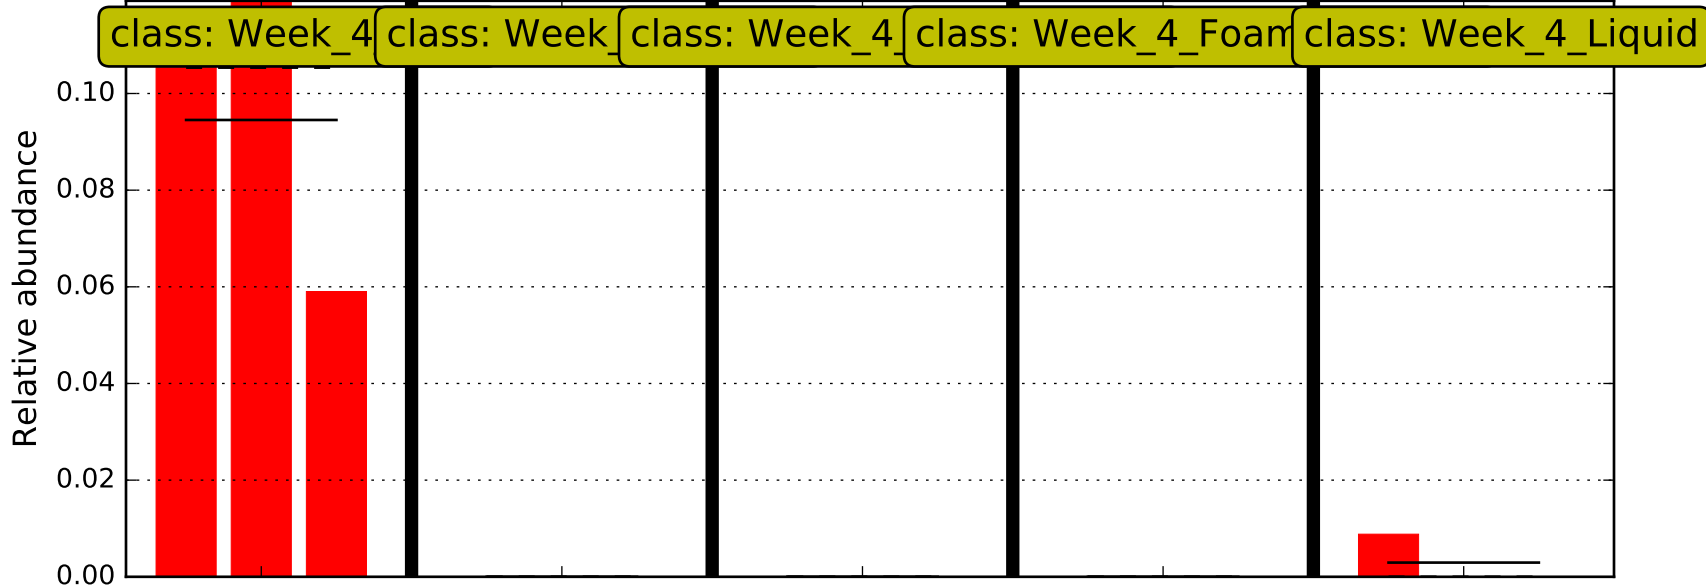 class: Week_4
class: Week_
class: Week_4_
class: Week_4_Foam
class: Week_4_Liquid
Relative abundance
0.10
0.08
0.06
0.04
0.02
0.00